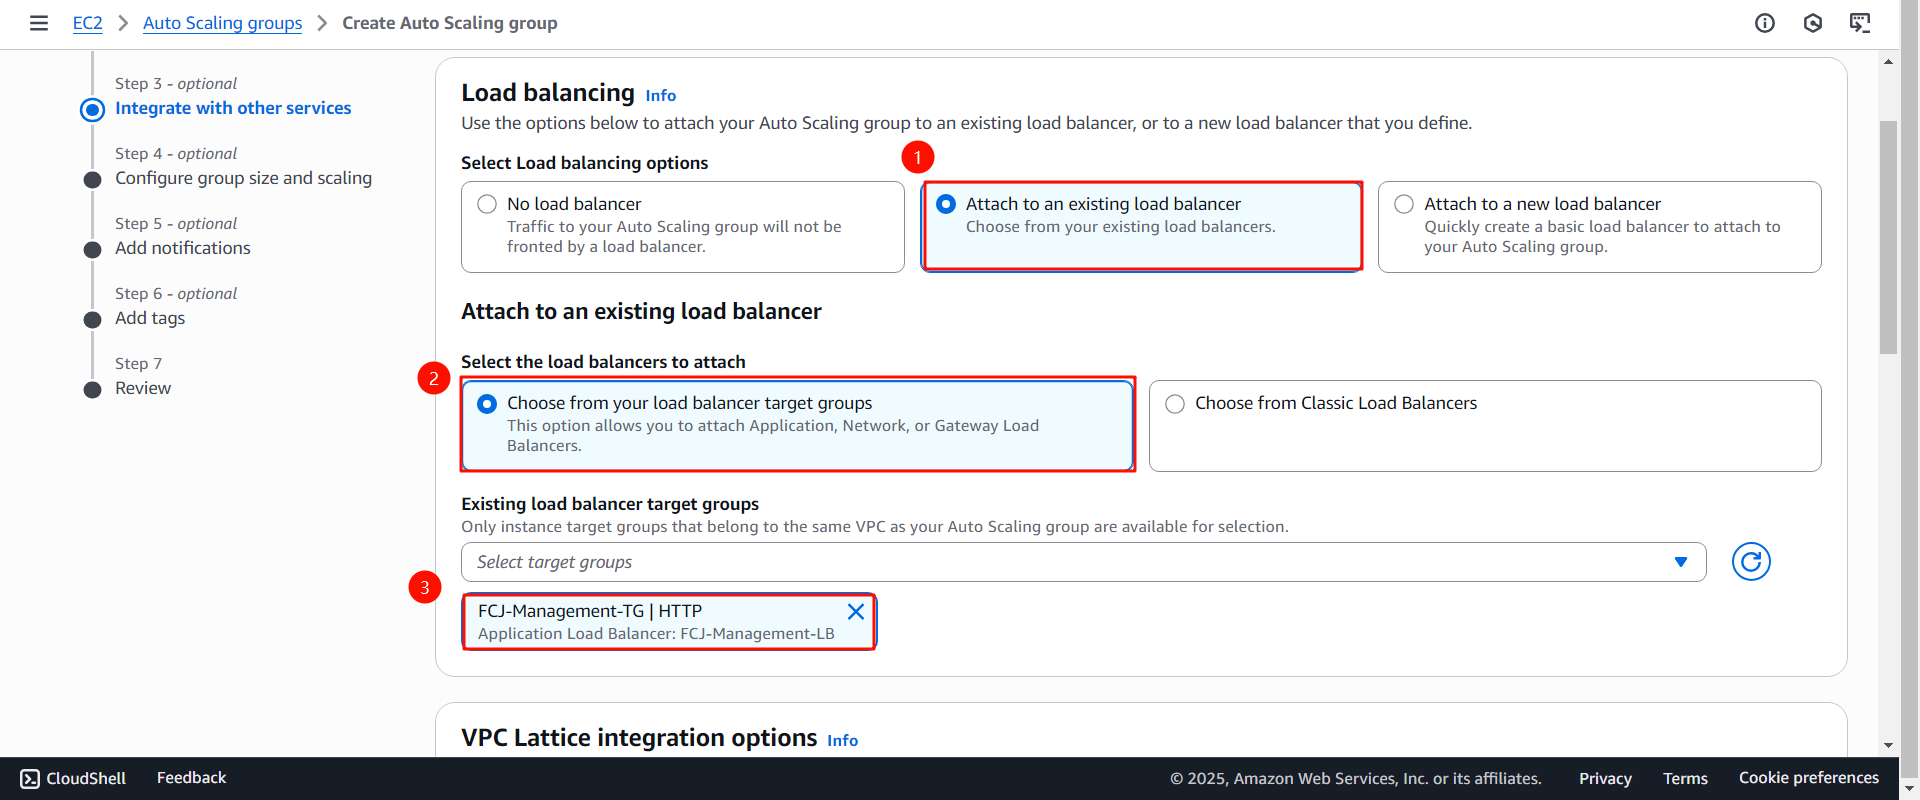 EC2 > Auto Scaling groups > Create Auto Scaling group
Step 3 - optional
Integrate with other services
Step 4 - optional
Configure group size and scaling
Step 5 - optional
Add notifications
Step 6 - optional
Add tags
Step 7
Review
Load balancing Info
Use the options below to attach your Auto Scaling group to an existing load balancer, or to a new load balancer that you define.
Select Load balancing options
1
No load balancer
Traffic to your Auto Scaling group will not be
fronted by a load balancer.
Attach to an existing load balancer
Choose from your existing load balancers.
Attach to a new load balancer
Quickly create a basic load balancer to attach to
your Auto Scaling group.
Attach to an existing load balancer
Select the load balancers to attach
2
Choose from your load balancer target groups
This option allows you to attach Application, Network, or Gateway Load
Balancers.
Choose from Classic Load Balancers
Existing load balancer target groups
Only instance target groups that belong to the same VPC as your Auto Scaling group are available for selection.
Select target groups
3
FCJ-Management-TG | HTTP
Application Load Balancer: FCJ-Management-LB
VPC Lattice integration options Info
CloudShell Feedback © 2025, Amazon Web Services, Inc. or its affiliates. Privacy Terms Cookie preferences